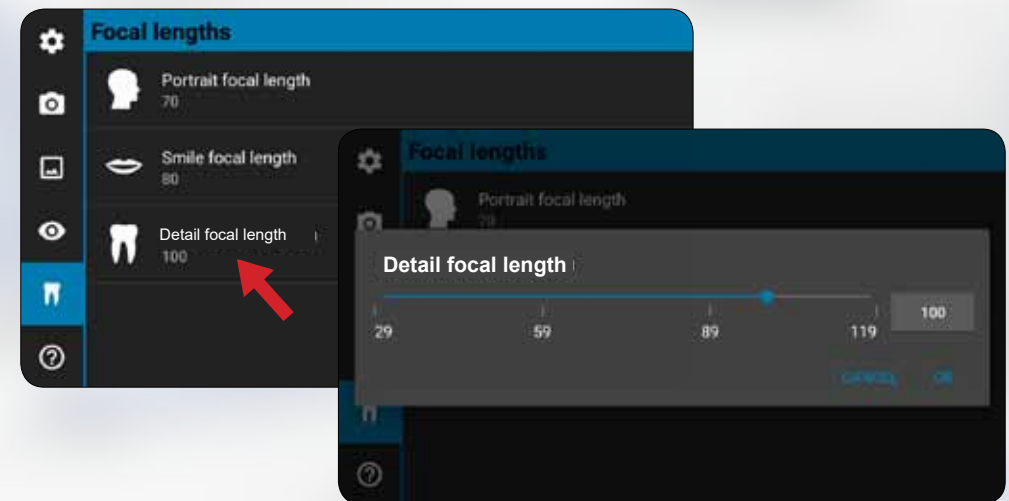 Focal lengths
Portrait focal length
70
Smile focal length
80
Detail focal length
100
Focal lengths
Portrait focal length
70
Detail focal length
29 59 89 119
100
CANCEL OK